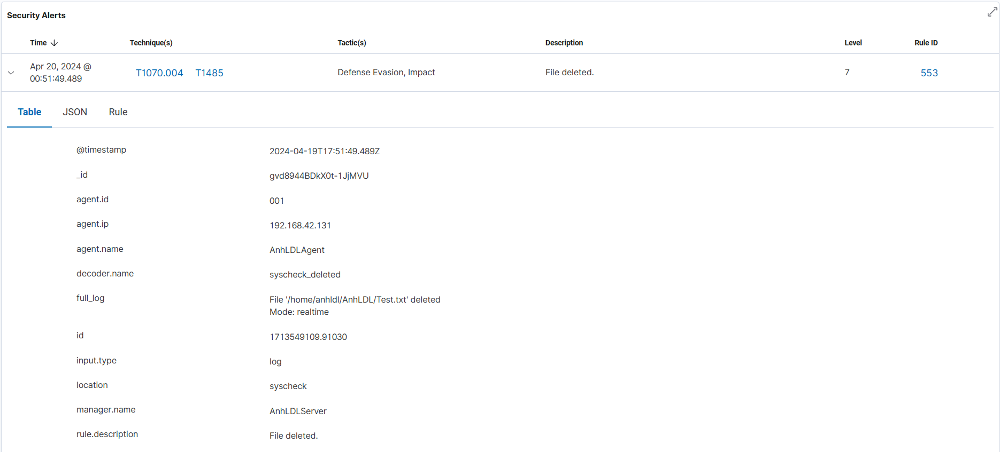 Security Alerts
Time Technique(s) Tactic(s) Description Level Rule ID
Apr 20, 2024 @
00:51:49.489
T1070.004 T1485 Defense Evasion, Impact File deleted. 7 553
Table JSON Rule
@timestamp 2024-04-19T17:51:49.489Z
_id gvd8944BDkX0t-1JjMVU
agent.id 001
agent.ip 192.168.42.131
agent.name AnhLDLAgent
decoder.name syscheck_deleted
full_log File '/home/anhldl/AnhLDL/Test.txt' deleted
Mode: realtime
id 1713549109.91030
input.type log
location syscheck
manager.name AnhLDLServer
rule.description File deleted.